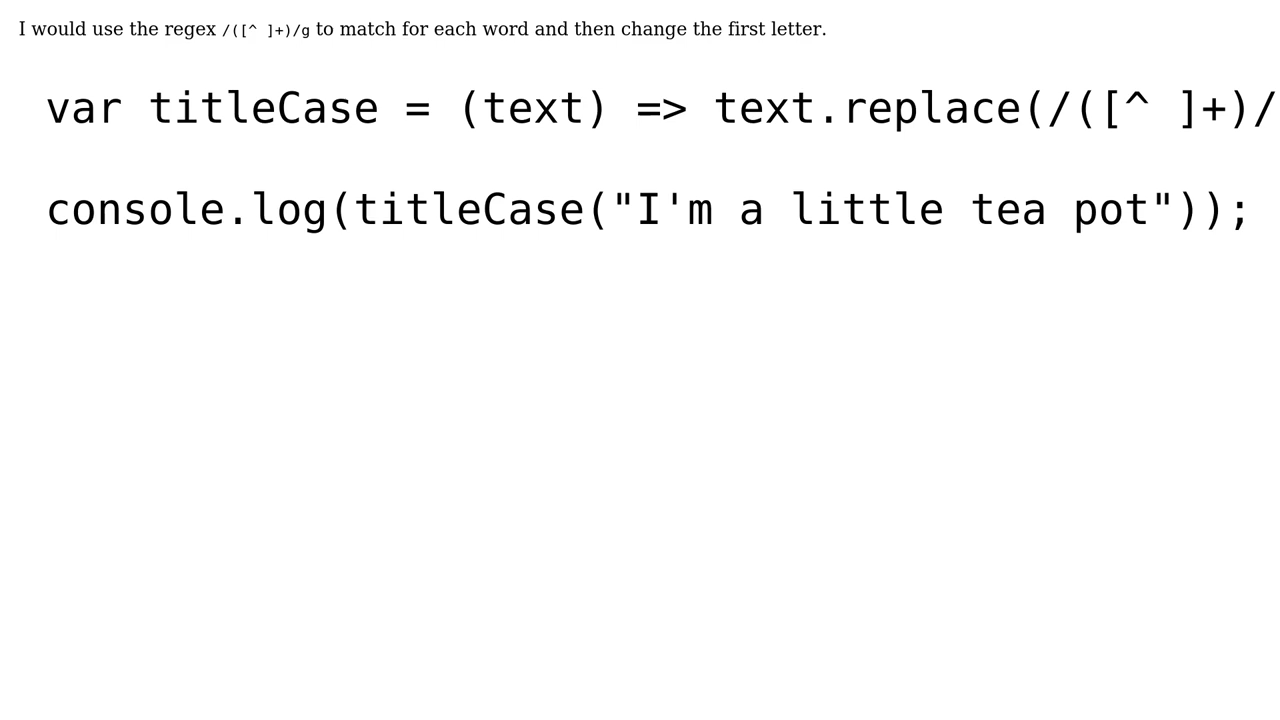 I would use the regex /([^ ]+)/g to match for each word and then change the first letter.
var titleCase = (text) => text.replace(/([^ ]+)/
console.log(titleCase("I'm a little tea pot"));